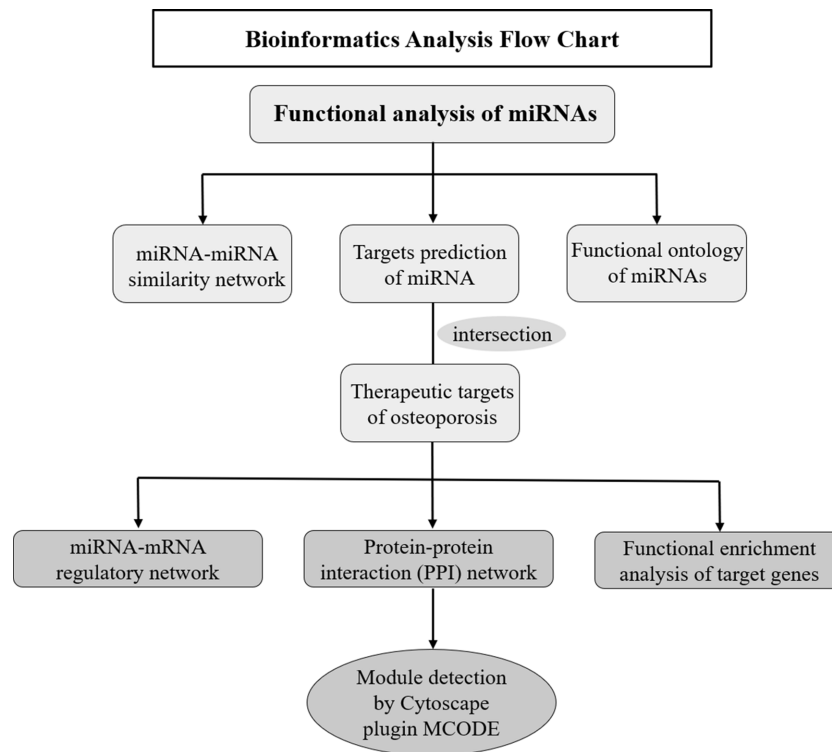 Bioinformatics Analysis Flow Chart
Functional analysis of miRNAs
miRNA-miRNA
similarity network
Targets prediction
of miRNA
Functional ontology
of miRNAs
intersection
Therapeutic targets
of osteoporosis
miRNA-mRNA
regulatory network
Protein-protein
interaction (PPI) network
Functional enrichment
analysis of target genes
Module detection
by Cytoscape
plugin MCODE